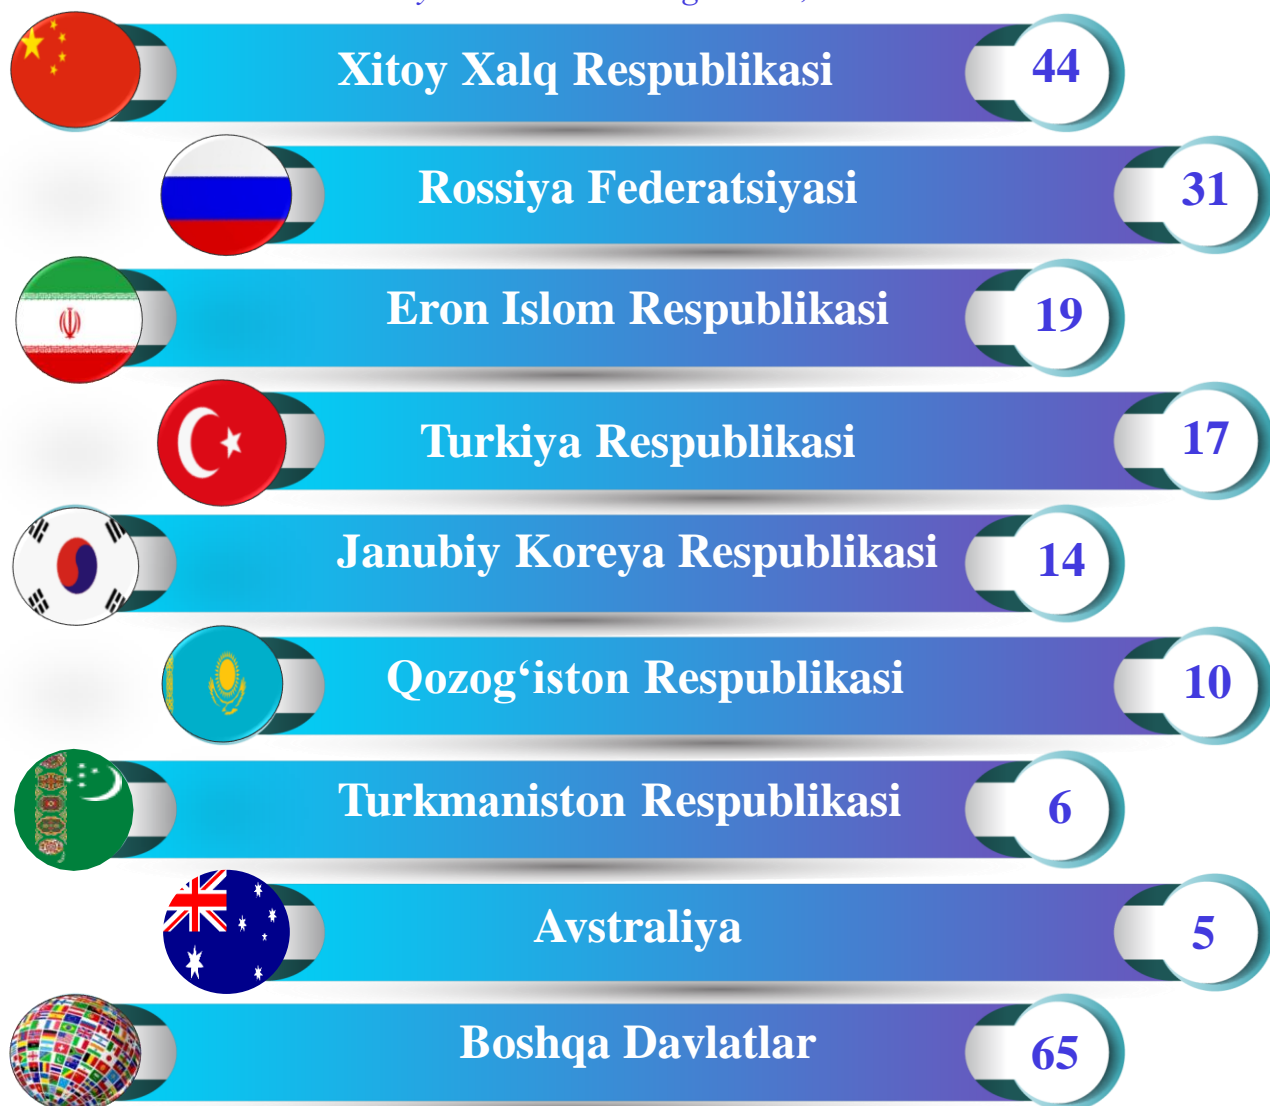 Xitoy Xalq Respublikasi 44
Rossiya Federatsiyasi 31
Eron Islom Respublikasi 19
Turkiya Respublikasi 17
Janubiy Koreya Respublikasi 14
Qozog‘iston Respublikasi 10
Turkmaniston Respublikasi 6
Avstraliya 5
Boshqa Davlatlar 65